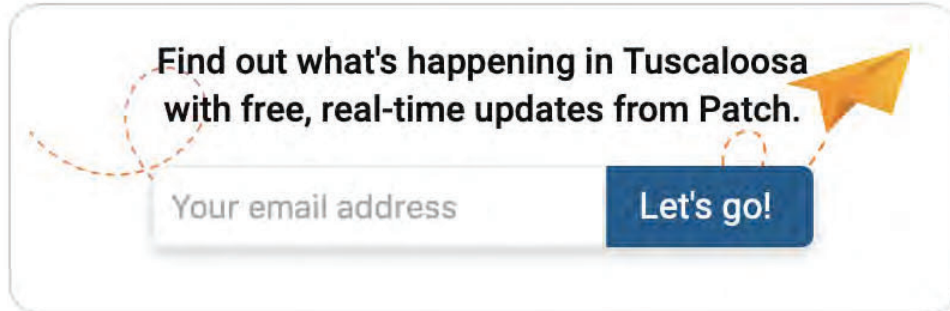 Find out what's happening in Tuscaloosa
with free, real-time updates from Patch.
Your email address
Let's go!